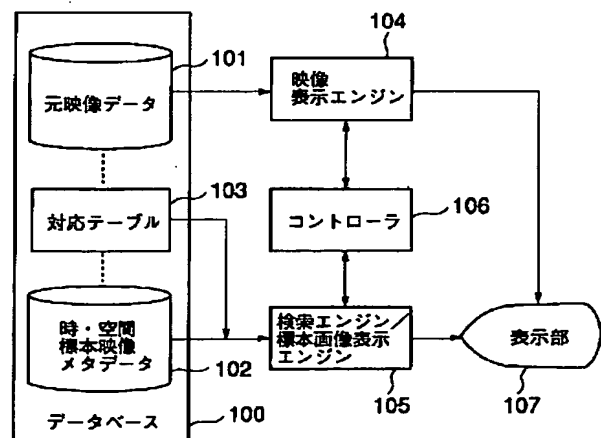 101
元映像データ
103
対応テーブル
時・空間
標本映像
メタデータ
102
データベース
100
104
映像
表示エンジン
コントローラ
106
検索エンジン/
標本画像表示
エンジン
105
表示部
107